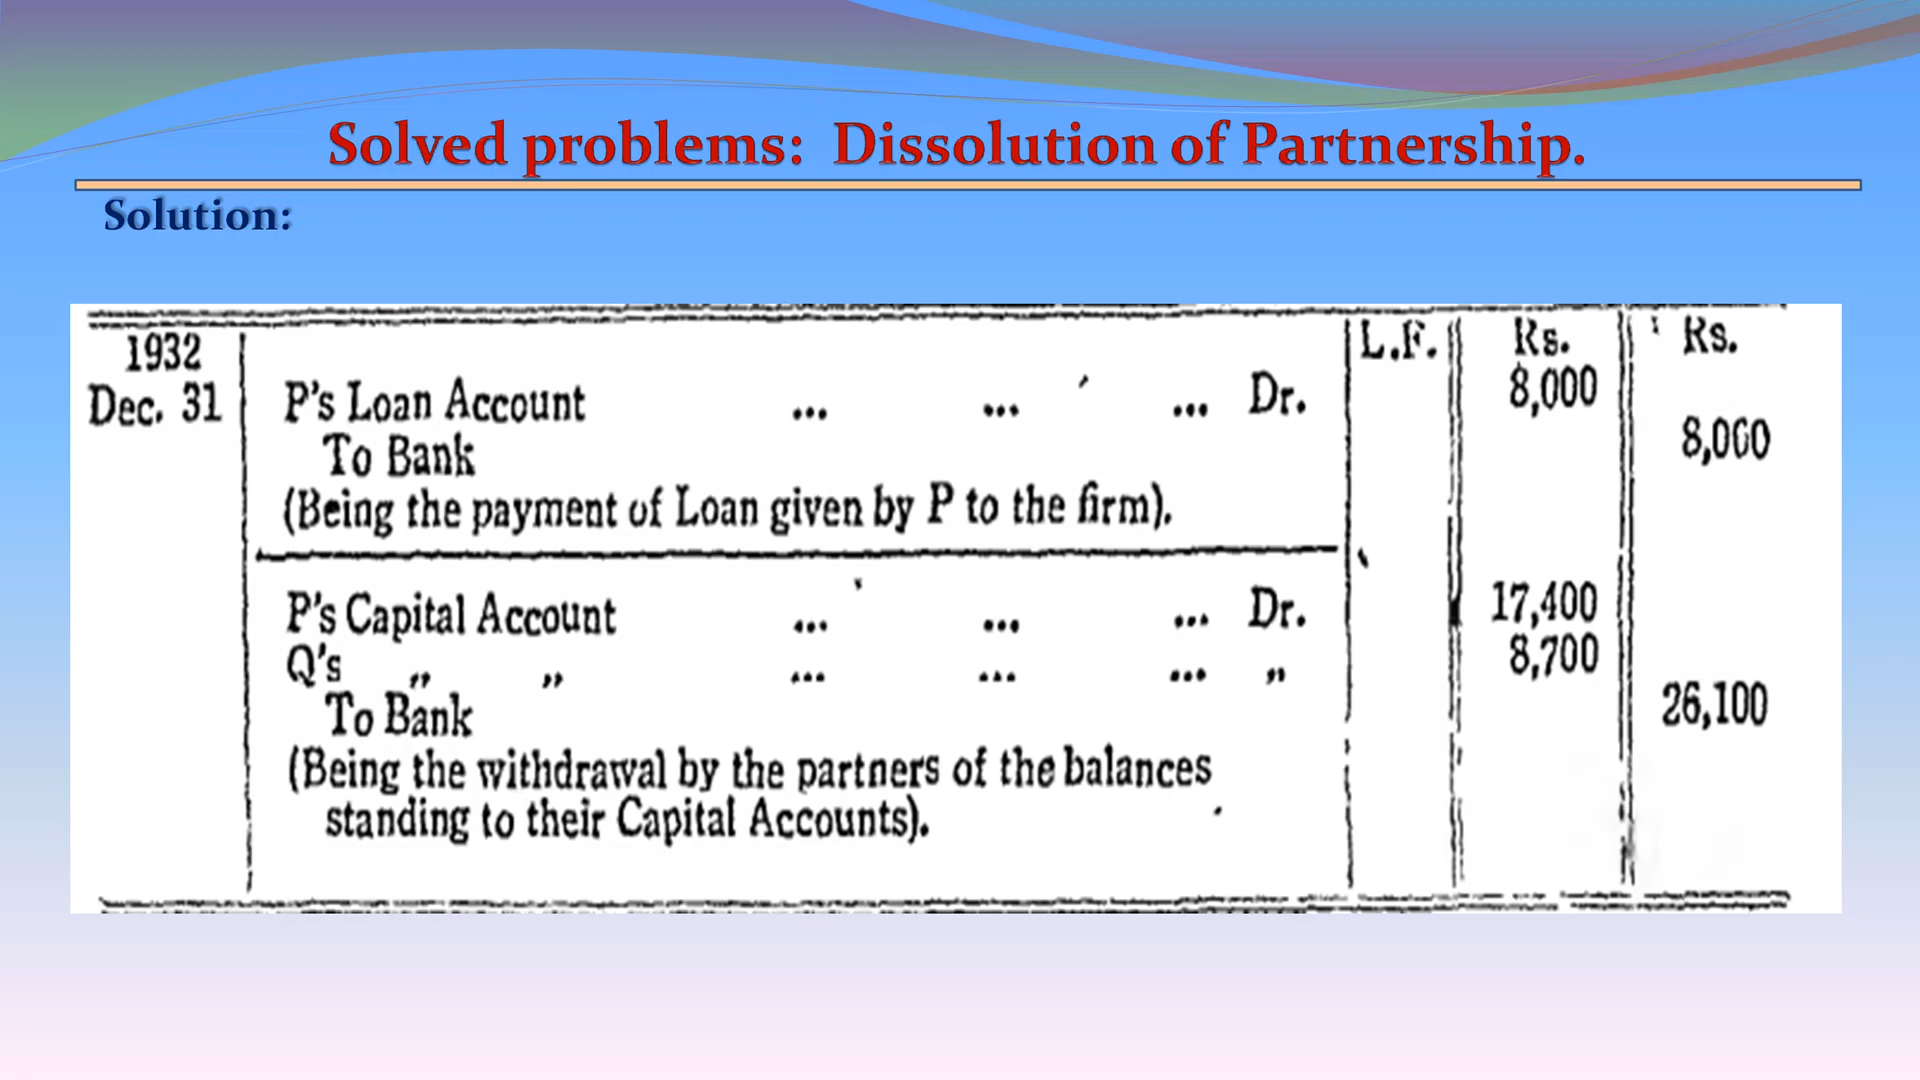 Solved problems: Dissolution of Partnership.
Solution:
L.F. Rs. Rs.
1932
Dec. 31 P's Loan Account ... ... ... Dr. 8,000
To Bank 8,000
(Being the payment of Loan given by P to the firm).
P's Capital Account ... ... ... Dr. 17,400
Q's „ „ ... ... ... „ 8,700
To Bank 26,100
(Being the withdrawal by the partners of the balances
standing to their Capital Accounts).